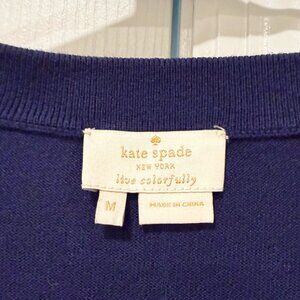 kate spade
NEW YORK
live colorfully
M
MADE IN CHINA